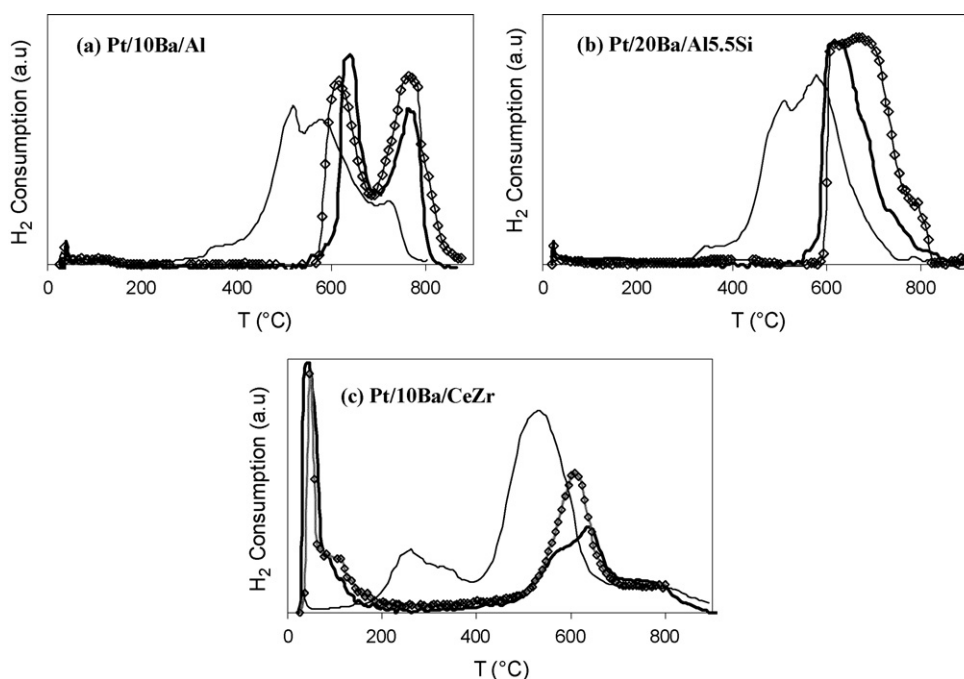 (a) Pt/10Ba/Al
H2 Consumption (a.u)
0 200 400 600 800
T (°C)
(b) Pt/20Ba/Al5.5Si
H2 Consumption (a.u)
0 200 400 600 800
T (°C)
(c) Pt/10Ba/CeZr
H2 Consumption (a.u)
0 200 400 600 800
T (°C)